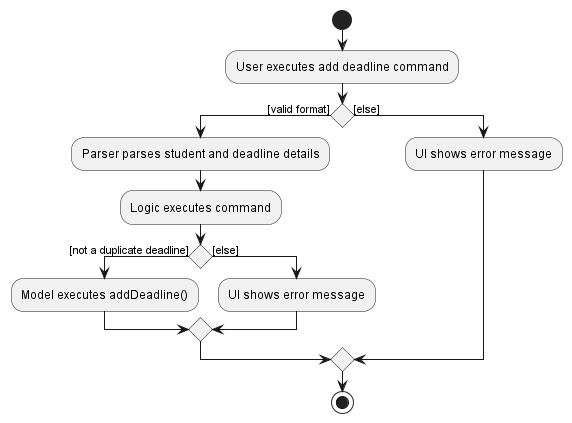 User executes add deadline command
[valid format]
[else]
Parser parses student and deadline details
UI shows error message
Logic executes command
[not a duplicate deadline]
[else]
Model executes addDeadline()
UI shows error message